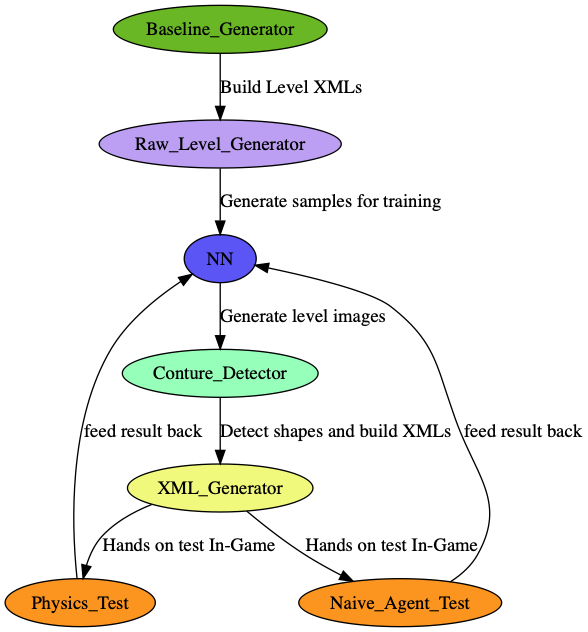 Baseline_Generator
Build Level XMLs
Raw_Level_Generator
Generate samples for training
NN
Generate level images
Conture_Detector
feed result back
Detect shapes and build XMLs
feed result back
XML_Generator
Hands on test In-Game
Hands on test In-Game
Physics_Test
Naive_Agent_Test